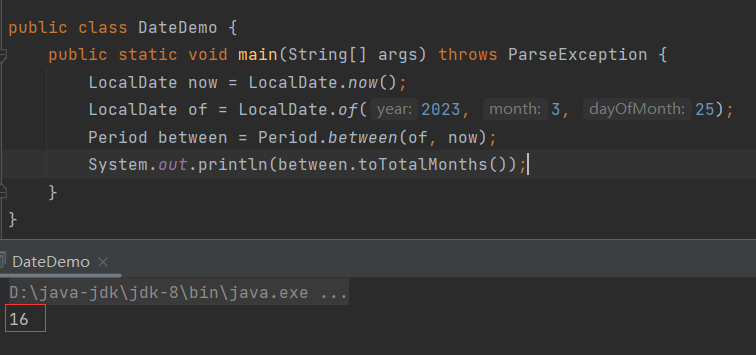 public class DateDemo {
public static void main(String[] args) throws ParseException {
LocalDate now = LocalDate.now();
LocalDate of = LocalDate.of( year: 2023, month: 3, dayOfMonth: 25);
Period between = Period.between(of, now);
System.out.println(between.toTotalMonths());
}
}
DateDemo ×
D:\java-jdk\jdk-8\bin\java.exe ...
16